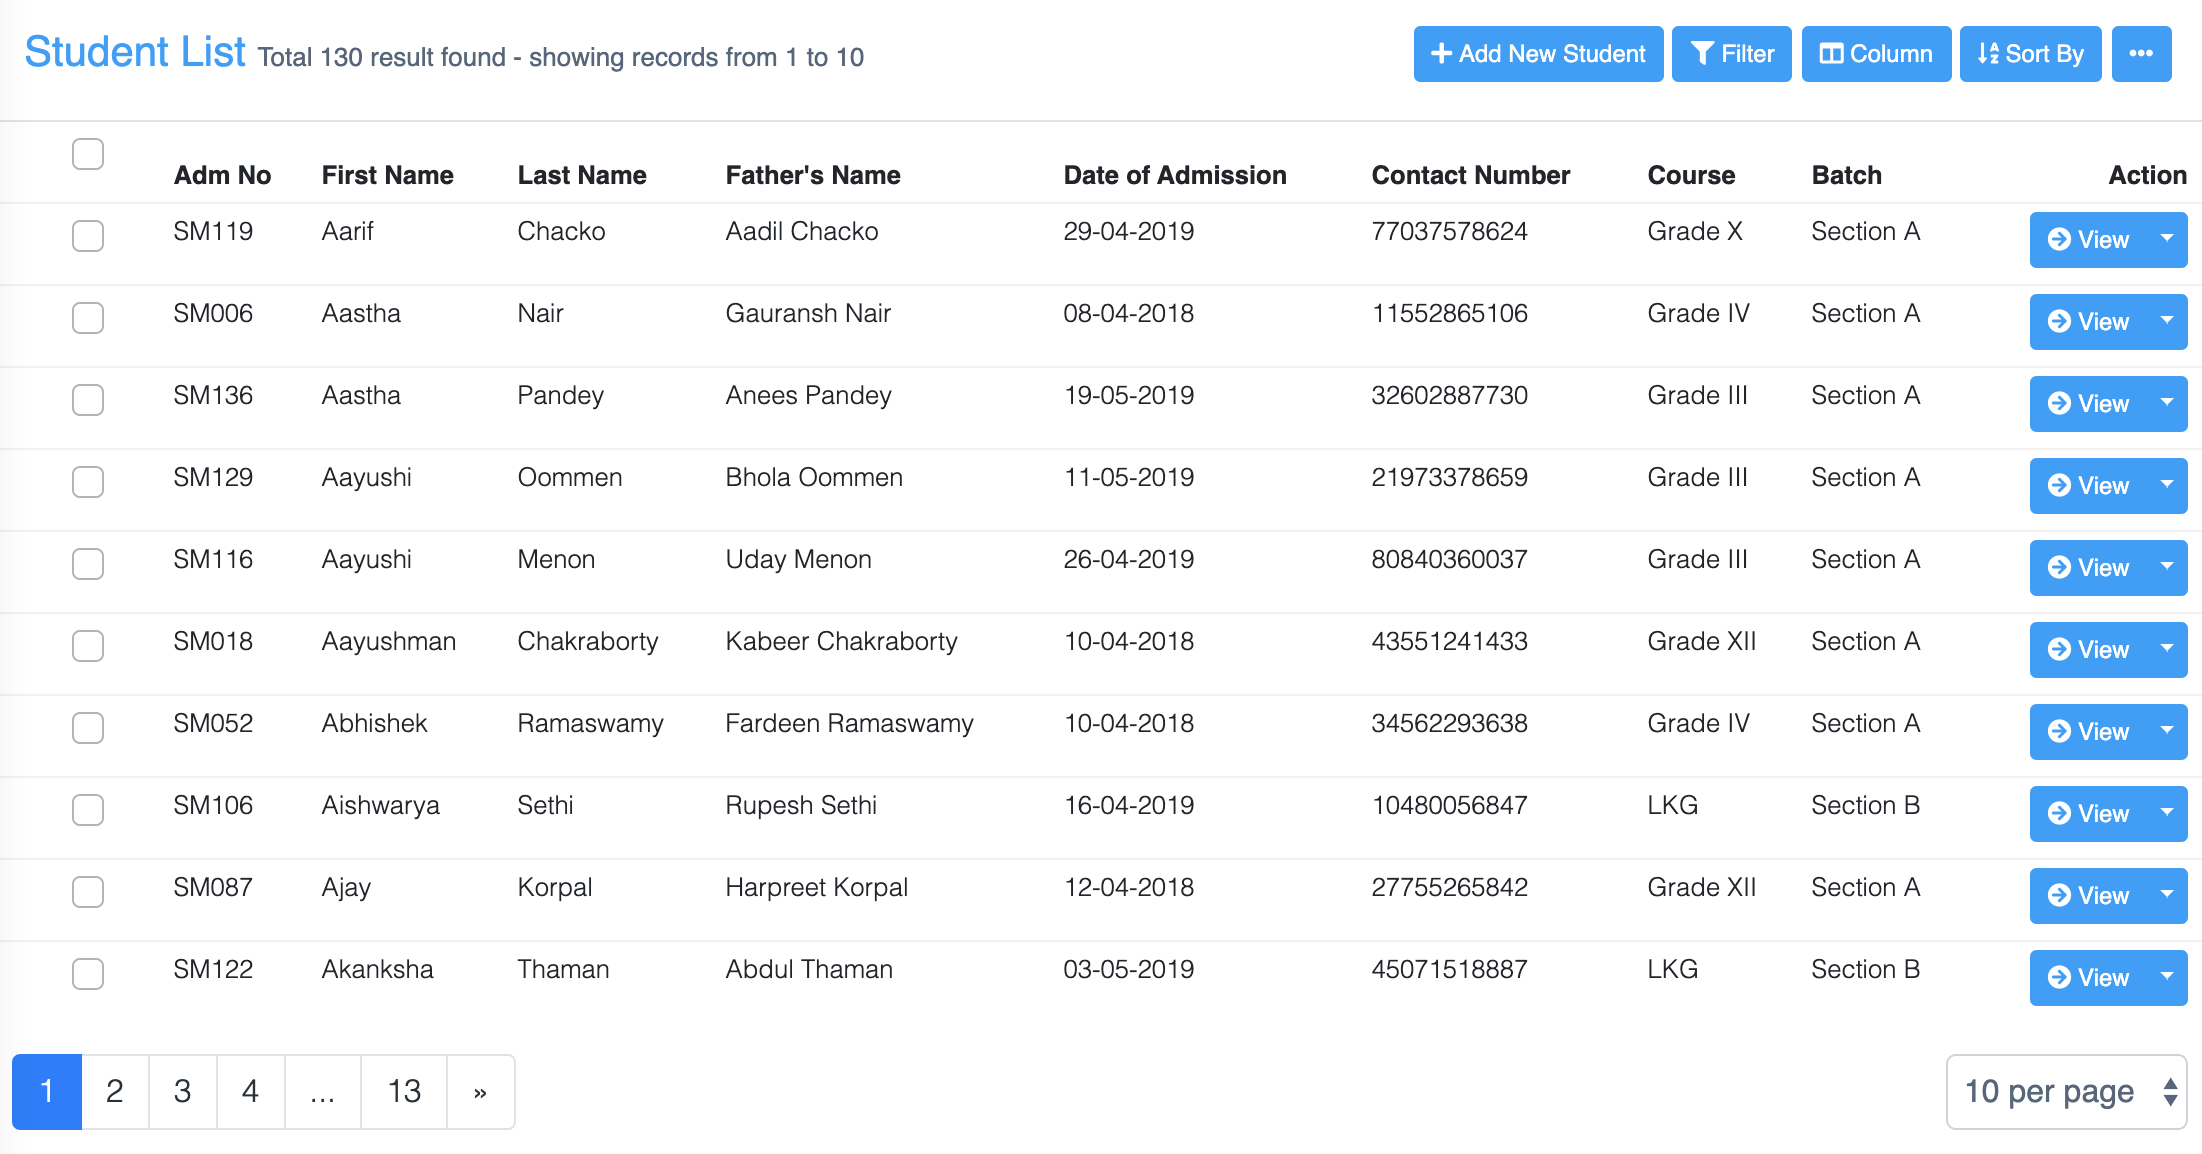 Student List Total 130 result found - showing records from 1 to 10 Add New Student Filter Column Sort By ...
Adm No First Name Last Name Father's Name Date of Admission Contact Number Course Batch Action
SM119 Aarif Chacko Aadil Chacko 29-04-2019 77037578624 Grade X Section A View
SM006 Aastha Nair Gauransh Nair 08-04-2018 11552865106 Grade IV Section A View
SM136 Aastha Pandey Anees Pandey 19-05-2019 32602887730 Grade III Section A View
SM129 Aayushi Oommen Bhola Oommen 11-05-2019 21973378659 Grade III Section A View
SM116 Aayushi Menon Uday Menon 26-04-2019 80840360037 Grade III Section A View
SM018 Aayushman Chakraborty Kabeer Chakraborty 10-04-2018 43551241433 Grade XII Section A View
SM052 Abhishek Ramaswamy Fardeen Ramaswamy 10-04-2018 34562293638 Grade IV Section A View
SM106 Aishwarya Sethi Rupesh Sethi 16-04-2019 10480056847 LKG Section B View
SM087 Ajay Korpal Harpreet Korpal 12-04-2018 27755265842 Grade XII Section A View
SM122 Akanksha Thaman Abdul Thaman 03-05-2019 45071518887 LKG Section B View
1 2 3 4 ... 13 » 10 per page